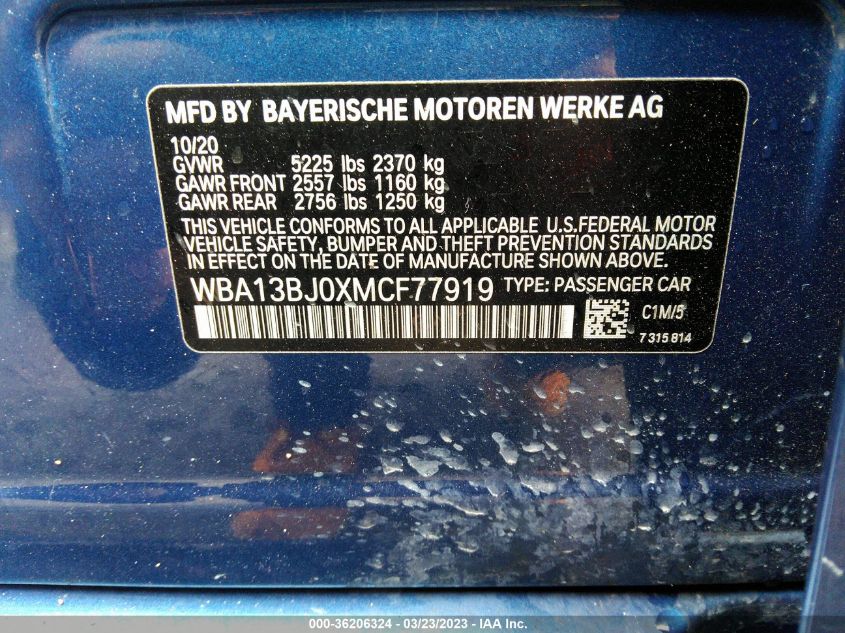 MFD BY BAYERISCHE MOTOREN WERKE AG
10/20
GVWR 5225 lbs 2370 kg
GAWR FRONT 2557 lbs 1160 kg
GAWR REAR 2756 lbs 1250 kg
THIS VEHICLE CONFORMS TO ALL APPLICABLE U.S.FEDERAL MOTOR
VEHICLE SAFETY, BUMPER AND THEFT PREVENTION STANDARDS
IN EFFECT ON THE DATE OF MANUFACTURE SHOWN ABOVE.
WBA13BJ0XMCF77919 TYPE: PASSENGER CAR
C1M/5
7 315 814
000-36206324 - 03/23/2023 - IAA Inc.